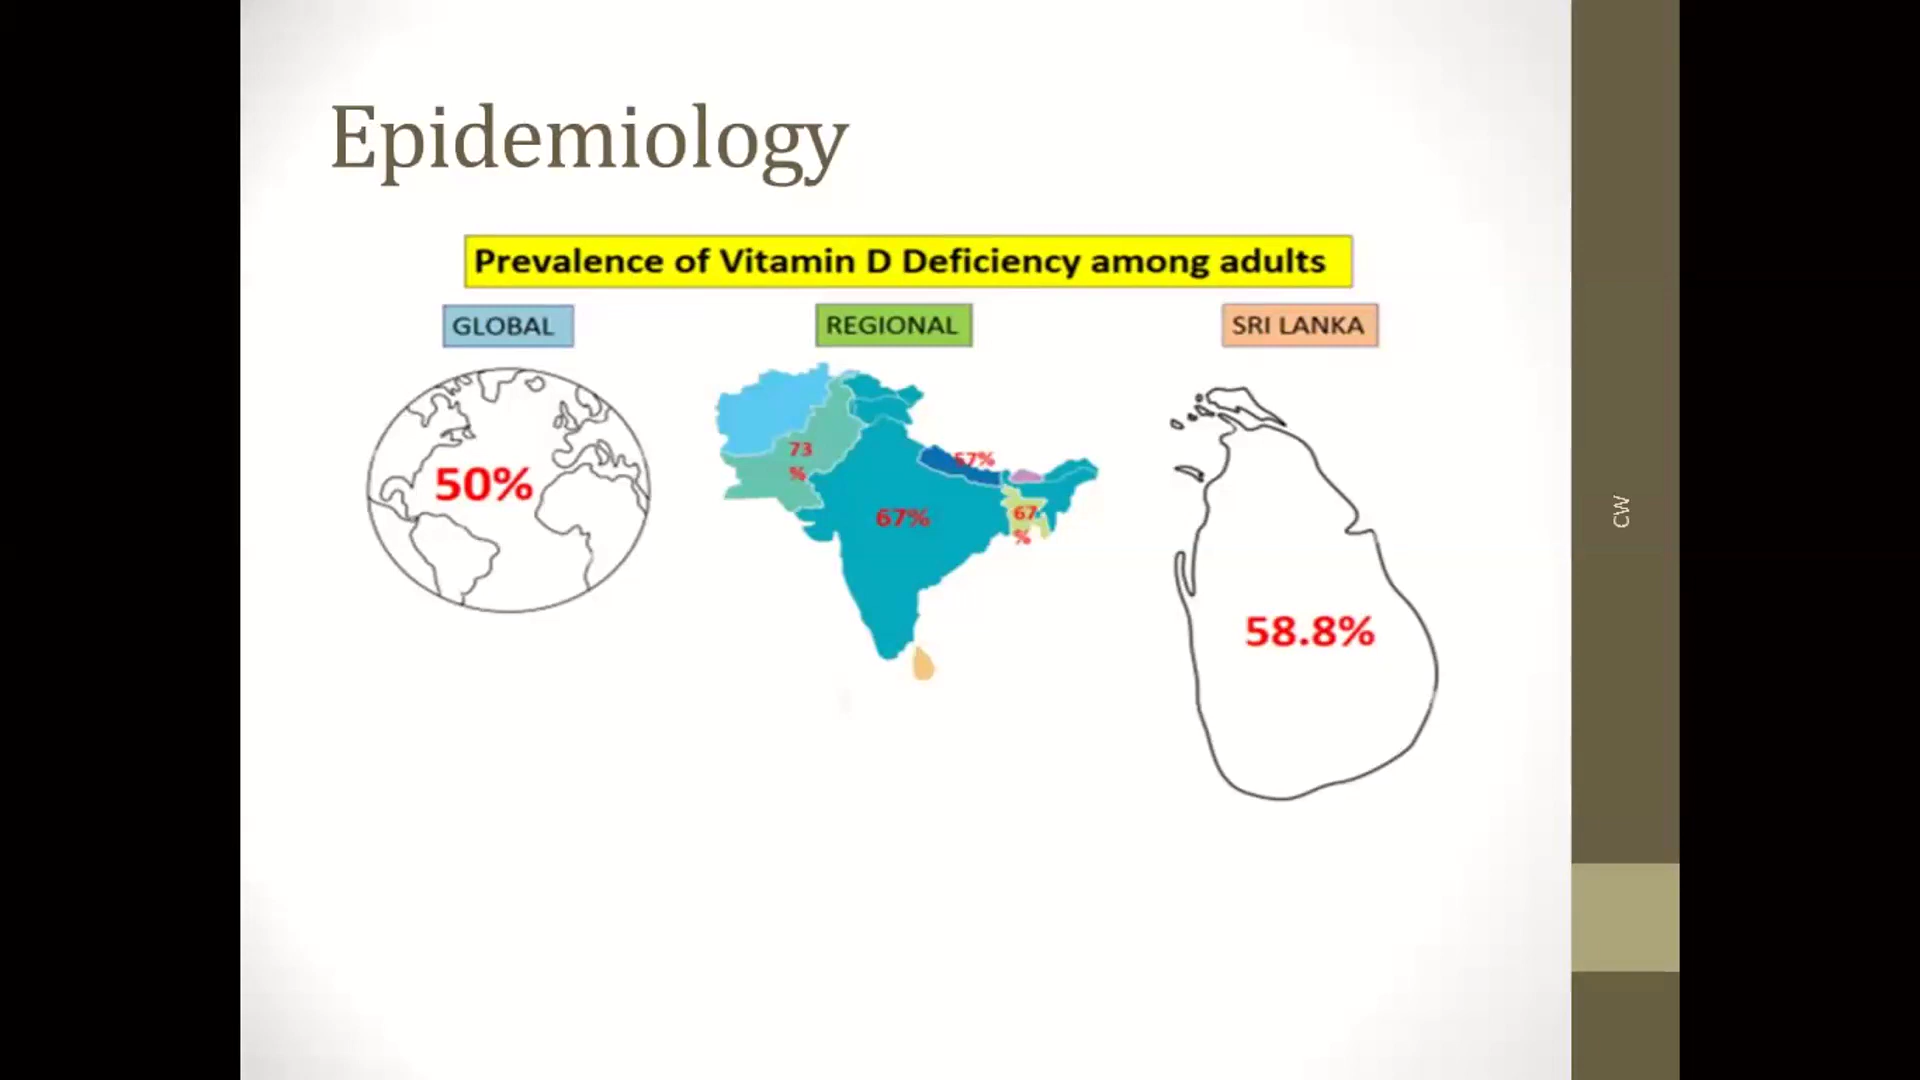 Epidemiology
Prevalence of Vitamin D Deficiency among adults
GLOBAL
REGIONAL
SRI LANKA
50%
73
%
67%
67
%
58.8%
CW